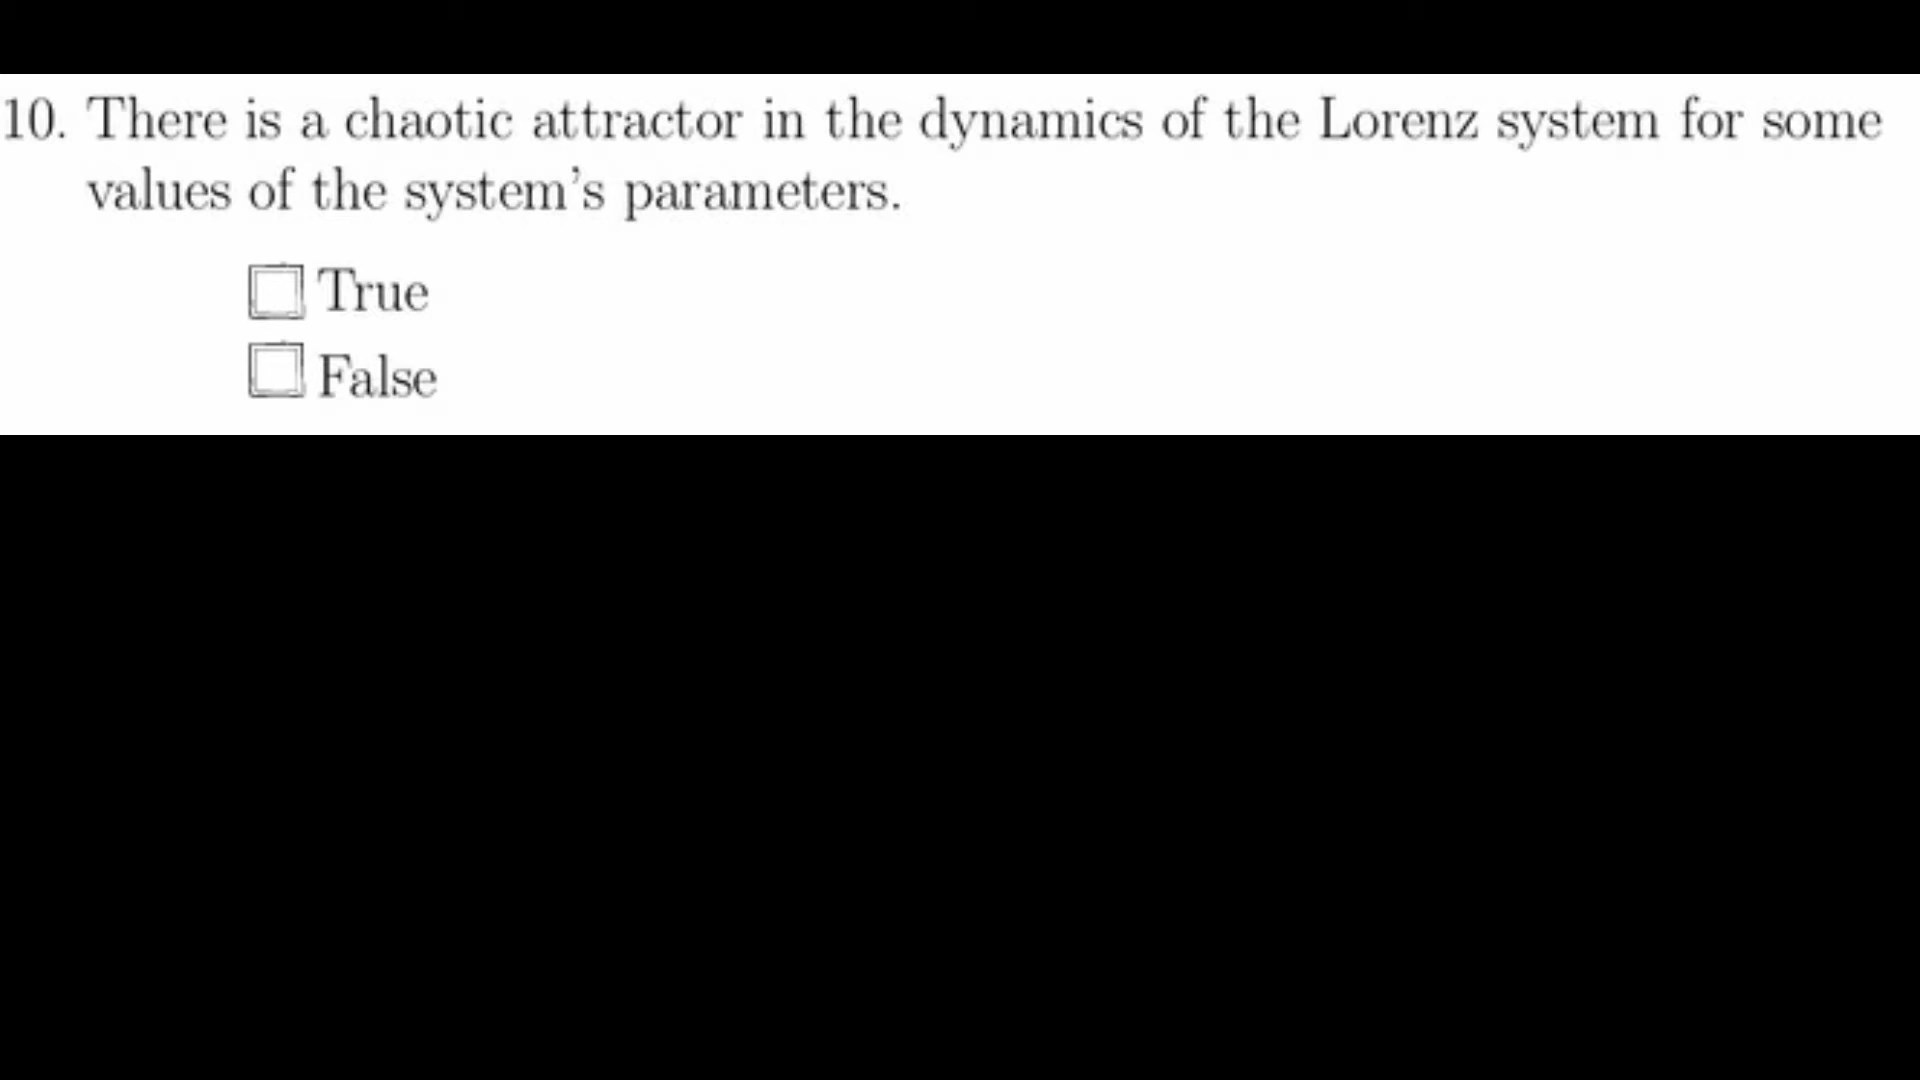 10. There is a chaotic attractor in the dynamics of the Lorenz system for some
values of the system's parameters.
True
False